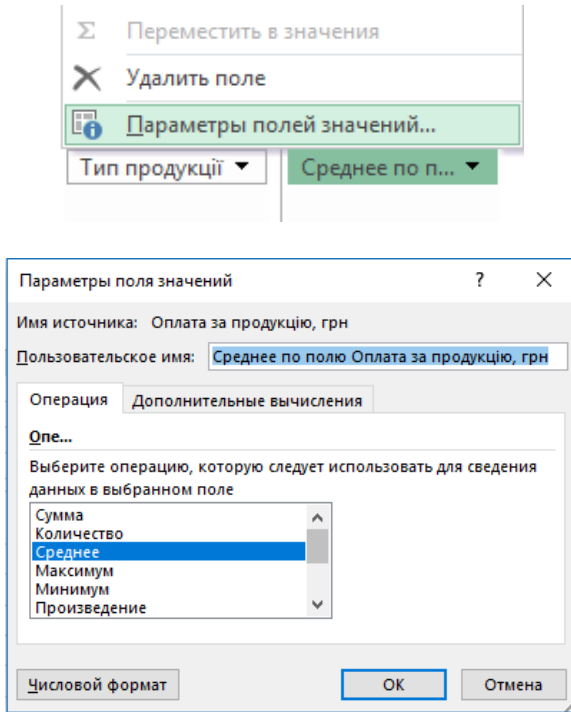 Переместить в значения
Удалить поле
Параметры полей значений...
Тип продукції Среднее по п...
Параметры поля значений ?
Имя источника: Оплата за продукцію, грн
Пользовательское имя: Среднее по полю Оплата за продукцію, грн
Операция Дополнительные вычисления
Опе...
Выберите операцию, которую следует использовать для сведения
данных в выбранном поле
Сумма
Количество
Среднее
Максимум
Минимум
Произведение
Числовой формат ОК Отмена